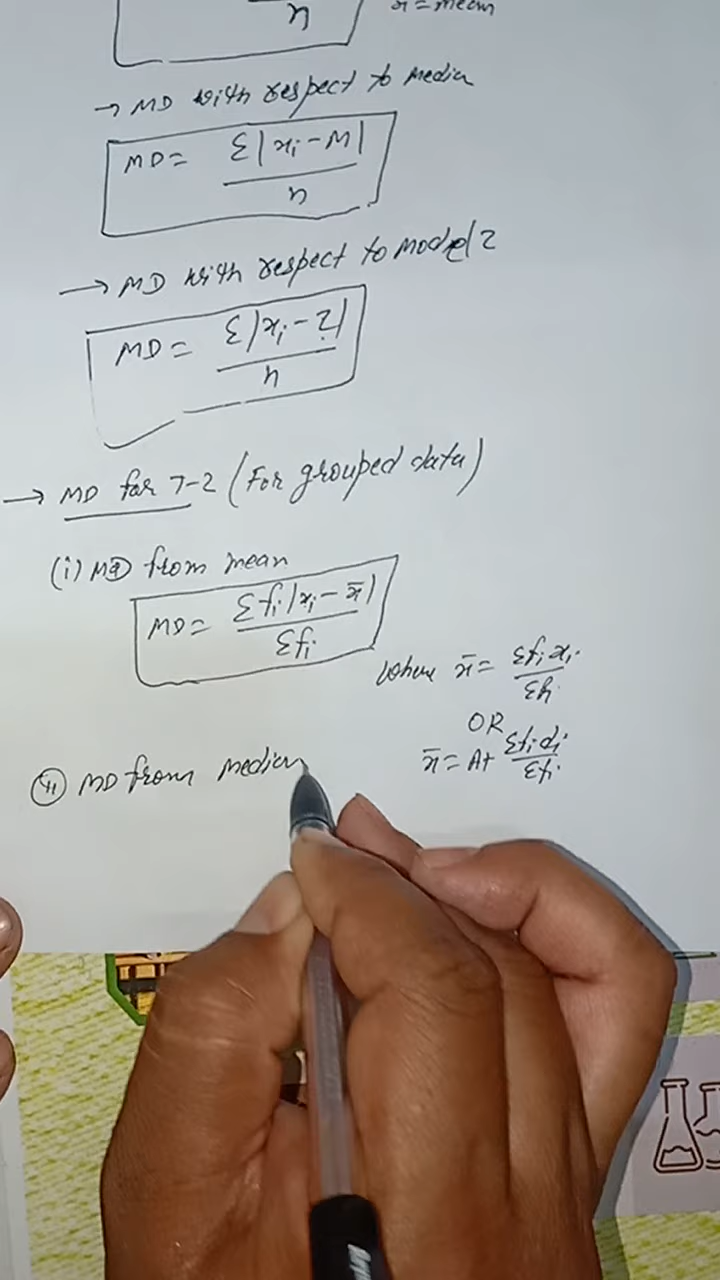 n x̄ = mean
→ MD with respect to Media
MD = Σ|xi - M| / n
→ MD with respect to Mode/Z
MD = Σ|xi - Z| / n
→ MD for T-2 (For grouped data)
(i) MD from mean
MD = Σfi|xi - x̄| / Σfi
Where x̄ = Σfixi / Σfi
OR
x̄ = A+ Σfidi / Σfi
(ii) MD from Median